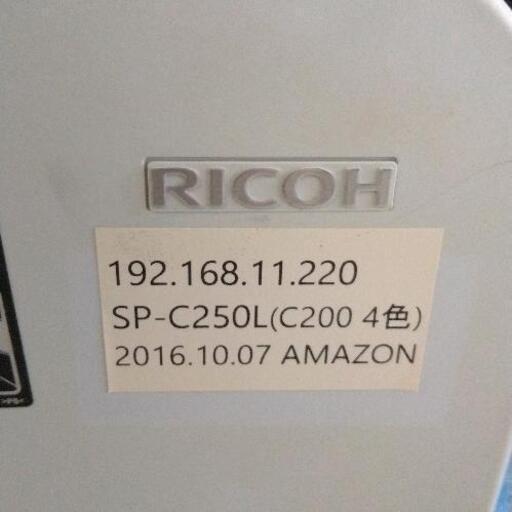 RICOH
192.168.11.220
SP-C250L(C200 4色)
2016.10.07 AMAZON